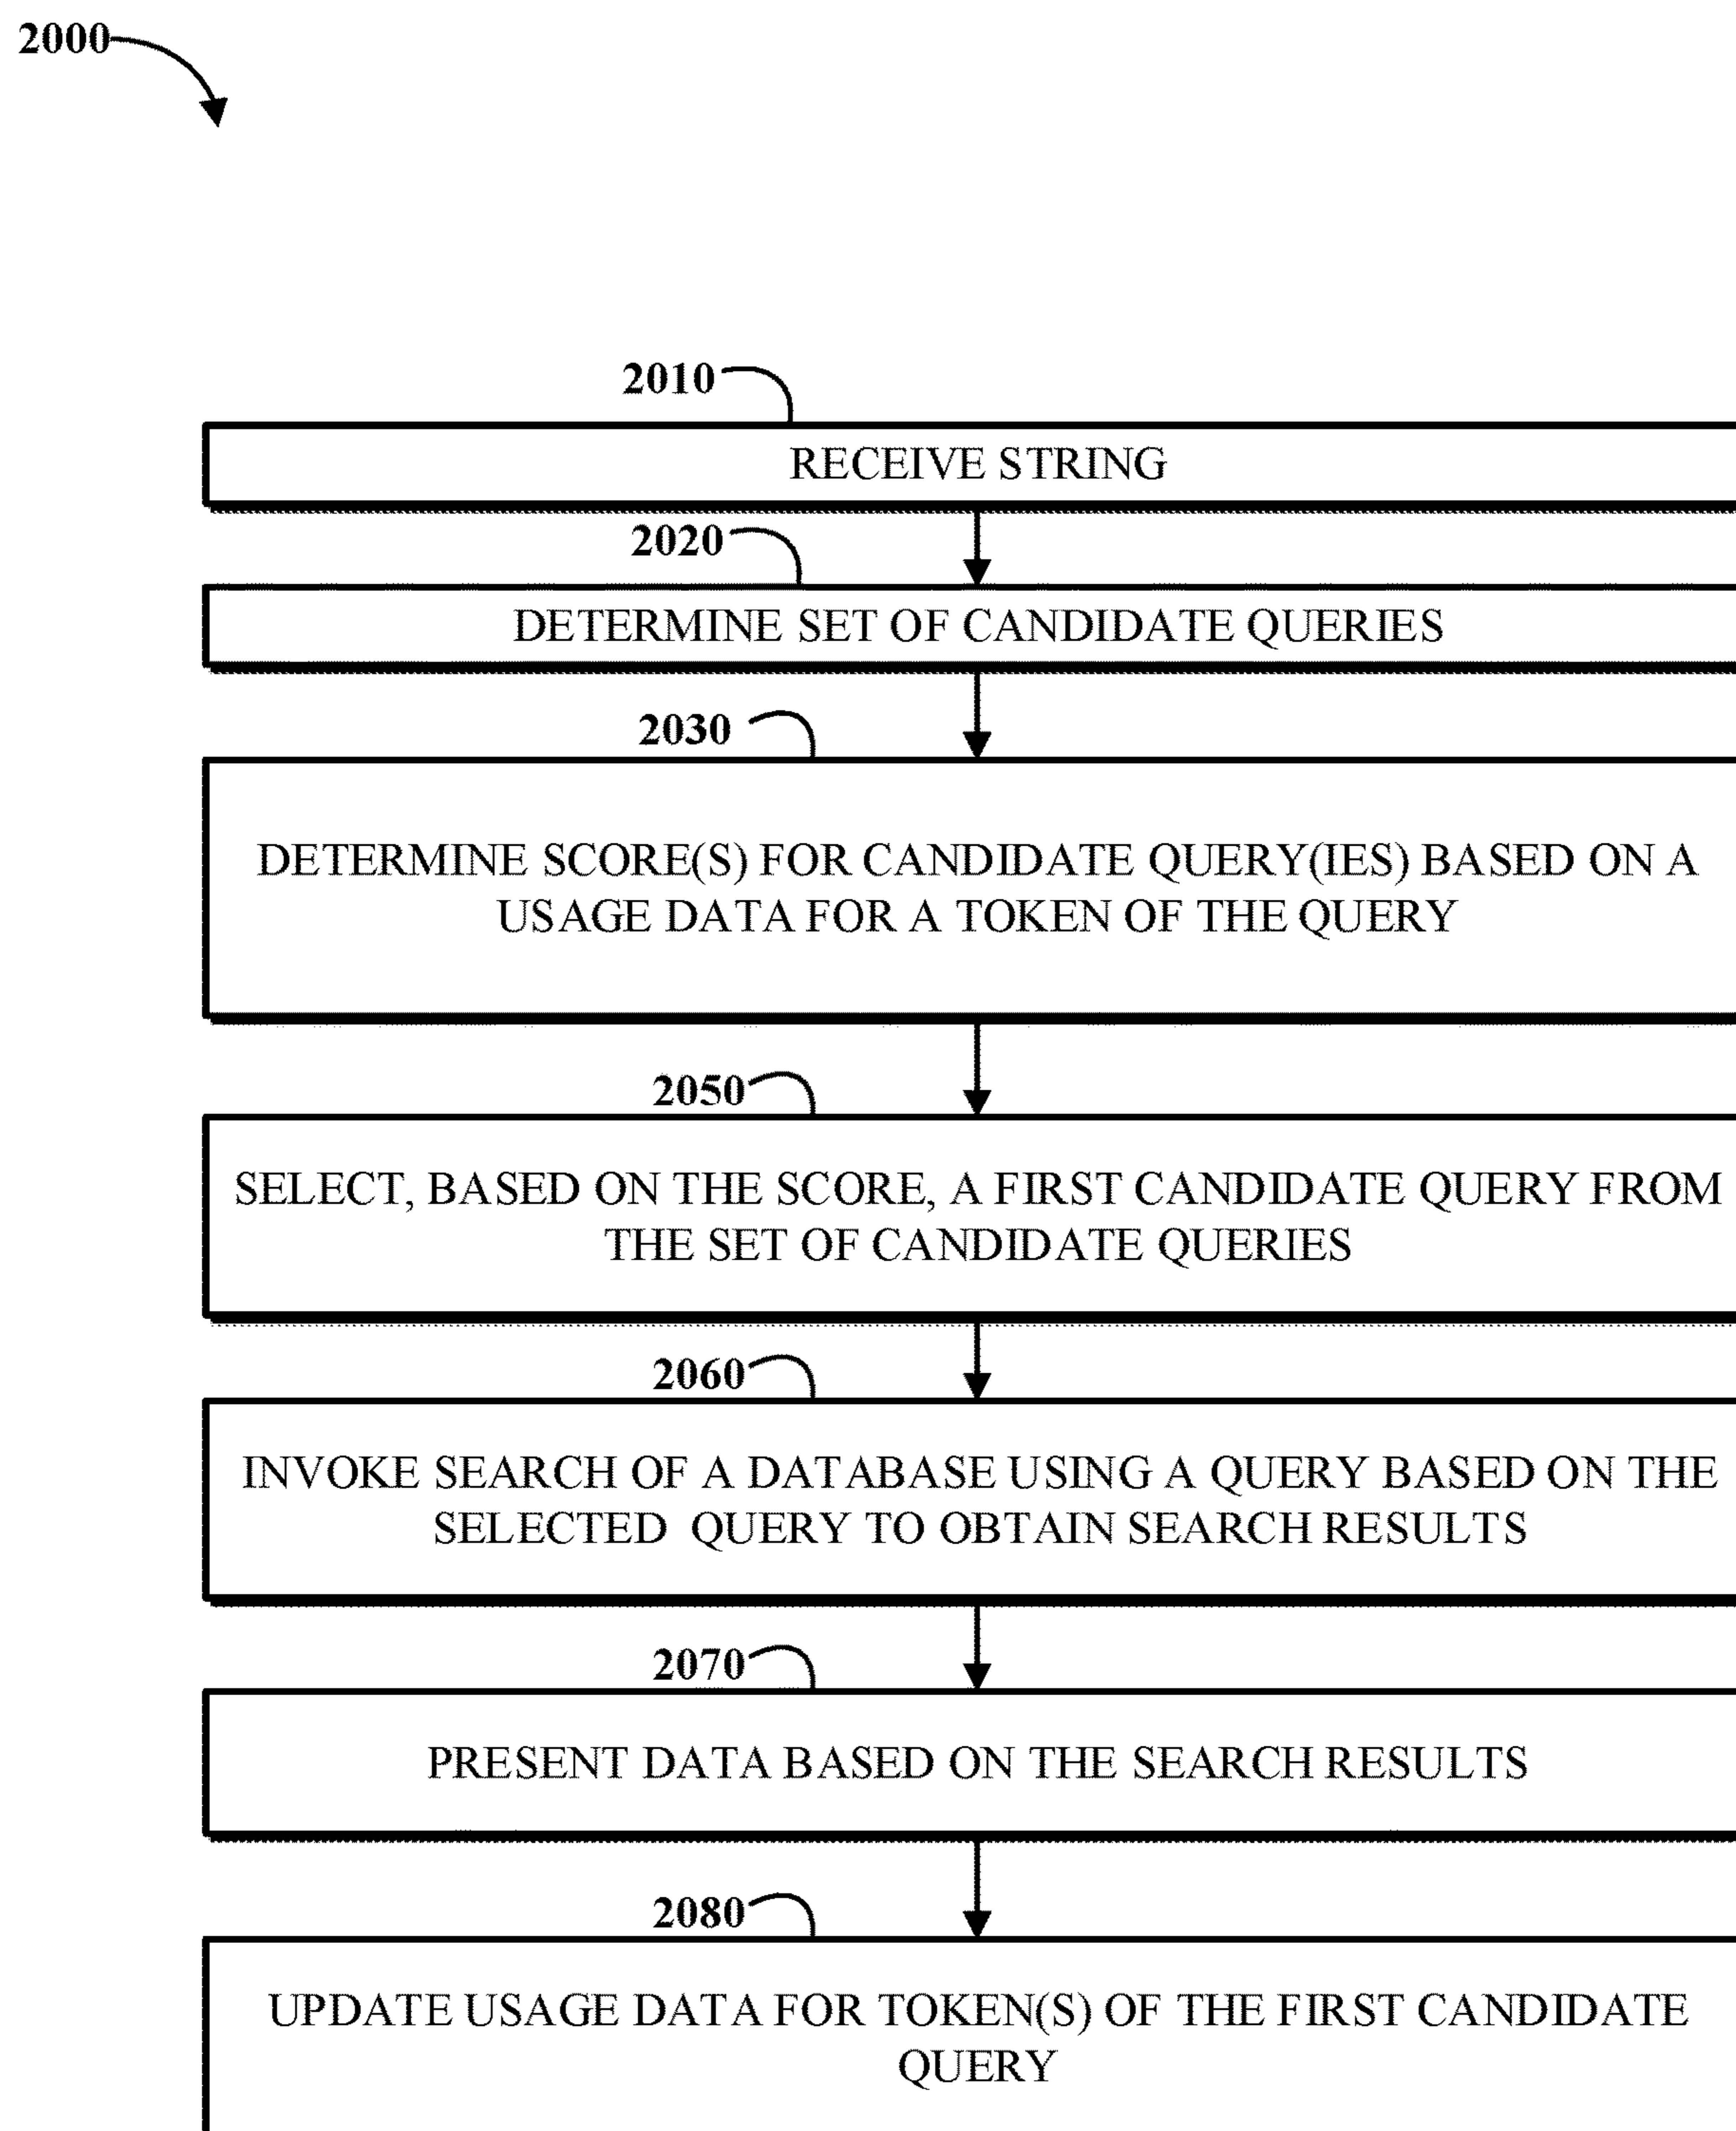 2000
2010
RECEIVE STRING
2020
DETERMINE SET OF CANDIDATE QUERIES
2030
DETERMINE SCORE(S) FOR CANDIDATE QUERY(IES) BASED ON A
USAGE DATA FOR A TOKEN OF THE QUERY
2050
SELECT, BASED ON THE SCORE, A FIRST CANDIDATE QUERY FROM
THE SET OF CANDIDATE QUERIES
2060
INVOKE SEARCH OF A DATABASE USING A QUERY BASED ON THE
SELECTED QUERY TO OBTAIN SEARCH RESULTS
2070
PRESENT DATA BASED ON THE SEARCH RESULTS
2080
UPDATE USAGE DATA FOR TOKEN(S) OF THE FIRST CANDIDATE
QUERY